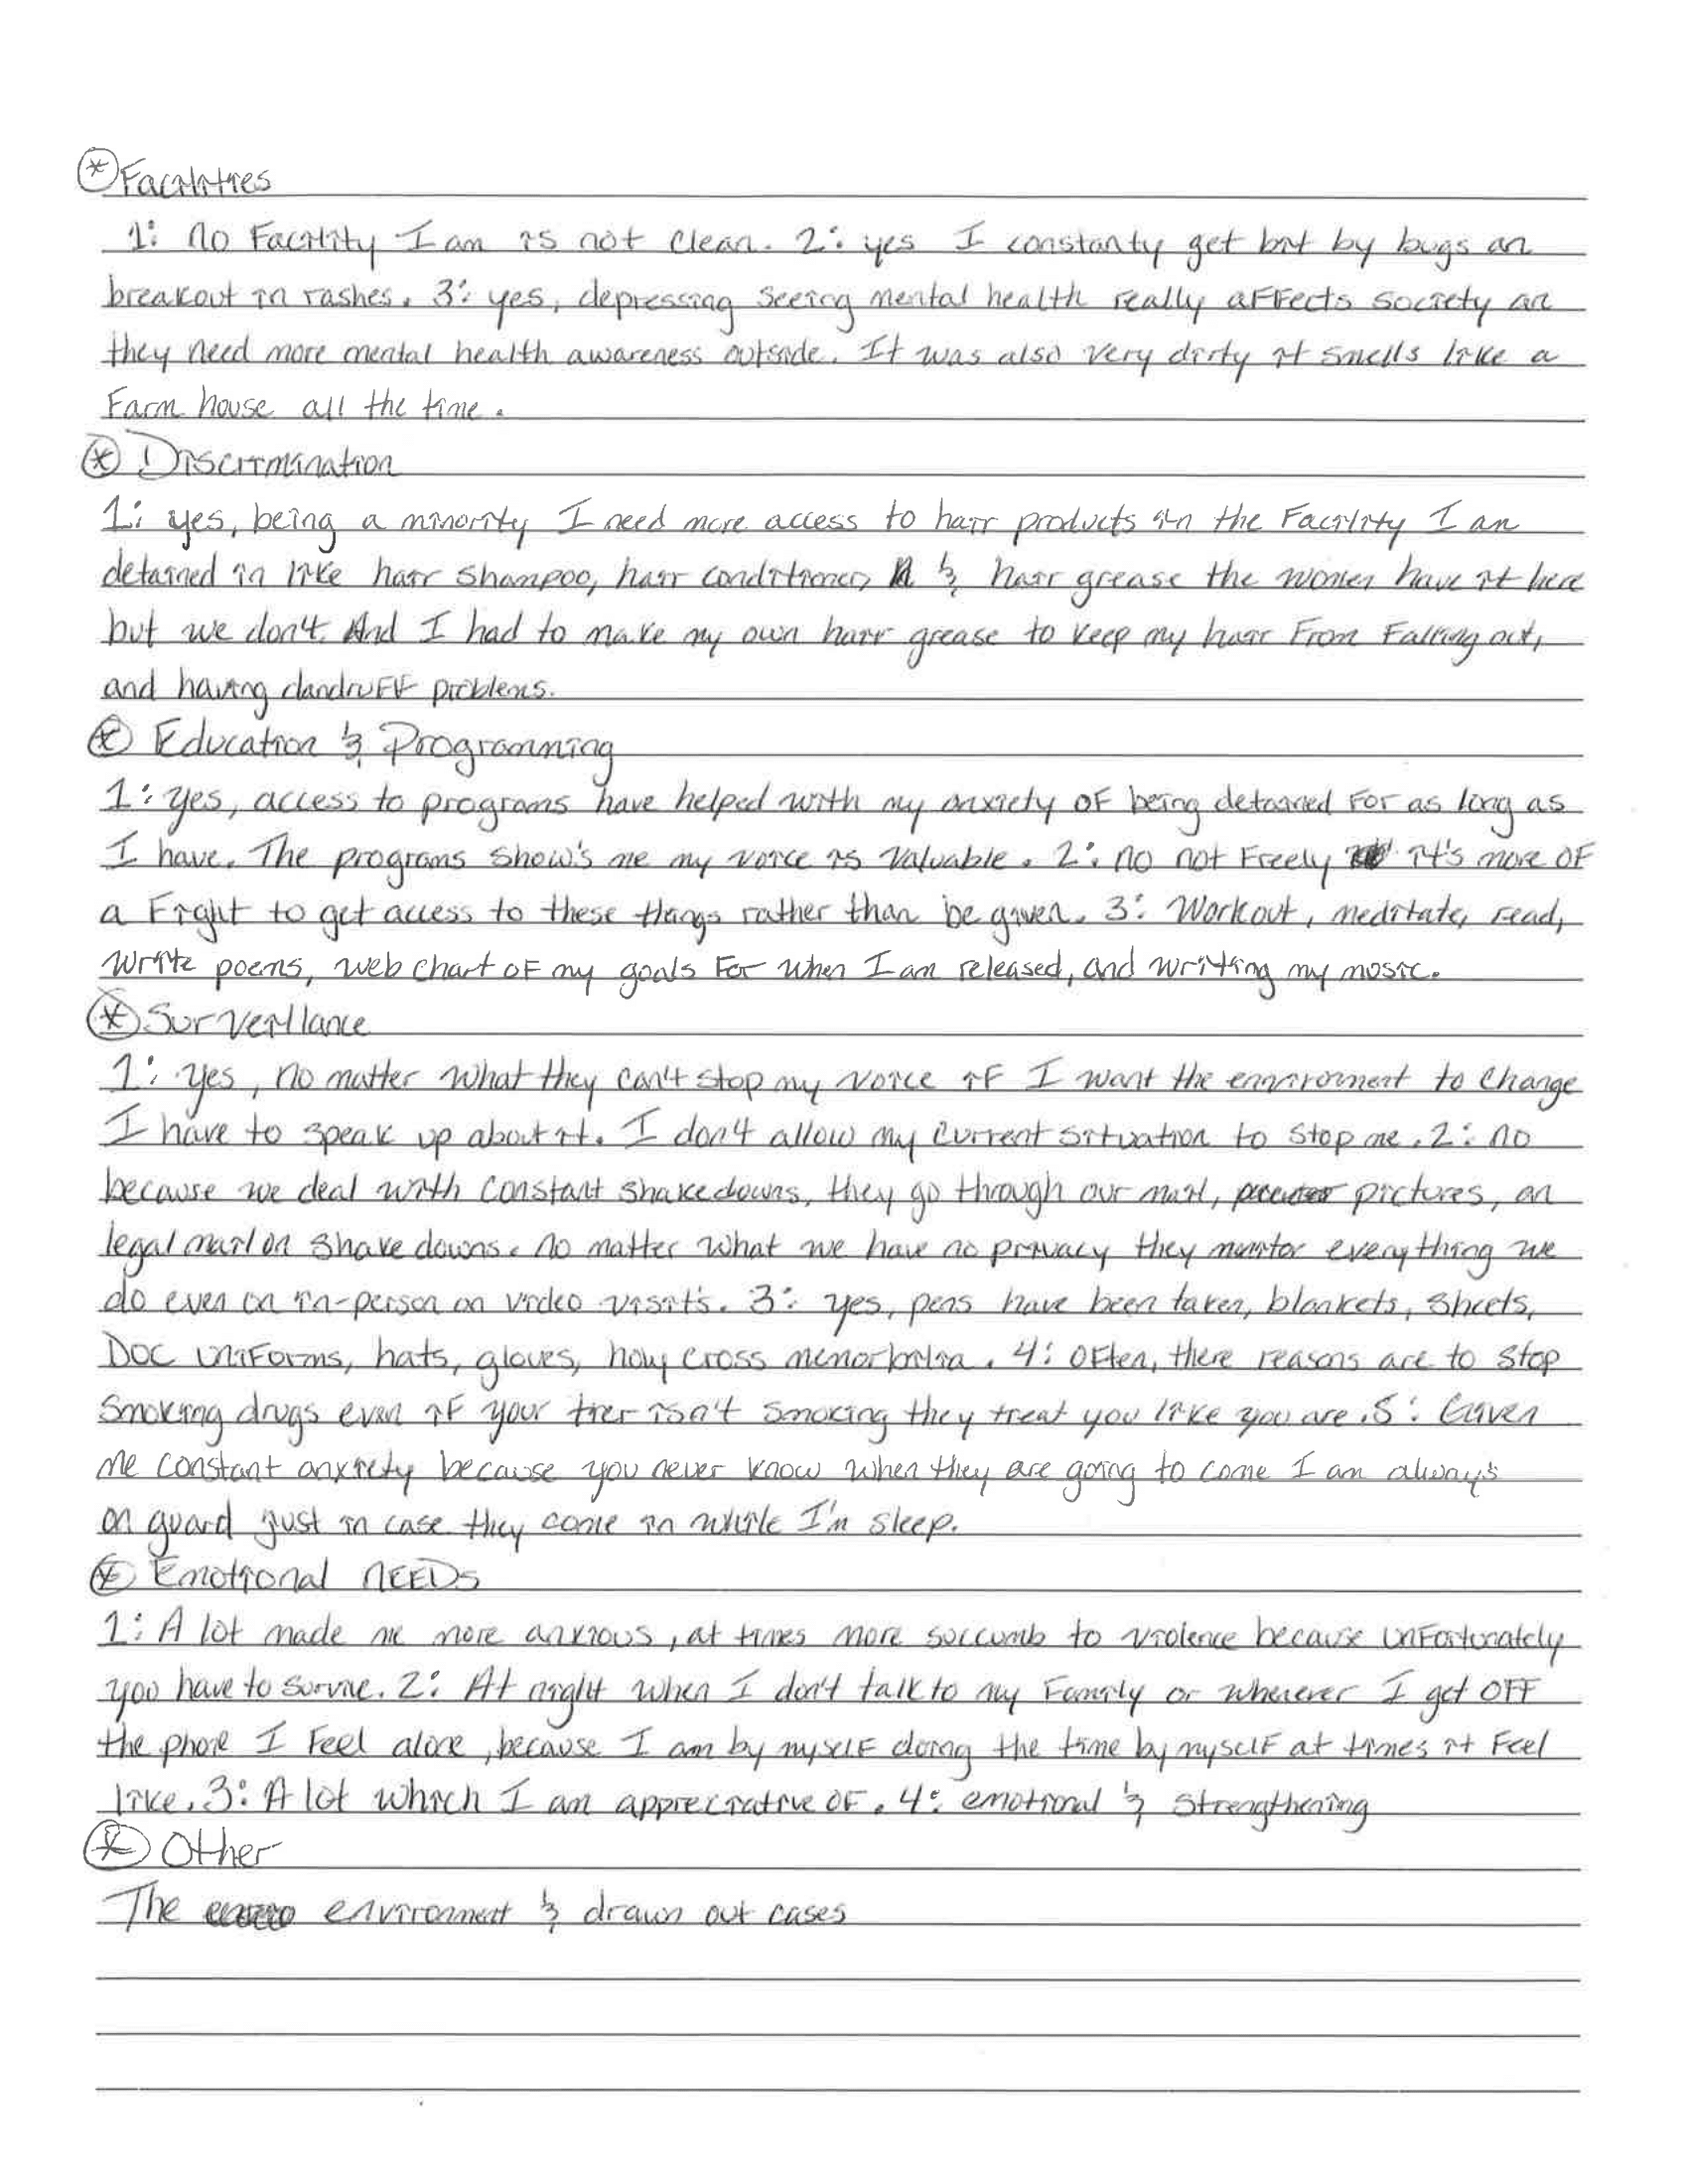 * Facilities
1: No Facility I am is not clean. 2: yes I constanty get bit by bugs an
breakout in rashes. 3: yes, depressing seeing mental health really affects society an
they need more mental health awareness outside. It was also very dirty it smells like a
Farm house all the time.
* Discrimination
1: yes, being a minority I need more access to hair products in the Facility I am
detained in like hair shampoo, hair conditioner, & hair grease the women have it here
but we don't. And I had to make my own hair grease to keep my hair From Falling out,
and having dandruff problems.
* Education & Programming
1: Yes, access to programs have helped with my anxiety of being detained For as long as
I have. The programs show's me my voice is valuable. 2: No not Freely it's more of
a Fight to get access to these things rather than be given. 3: Workout, meditate, read,
write poems, web chart of my goals For when I am released, and writing my music.
* Surveillance
1: Yes, no matter what they can't stop my voice if I want the environment to change
I have to speak up about it. I don't allow my current situation to stop me. 2: No
because we deal with constant shakedowns, they go through our mail, pictures, an
legal mail on shakedowns. No matter what we have no privacy they monitor everything we
do even on in-person on video visit's. 3: yes, pens have been taken, blankets, sheets,
DOC uniforms, hats, gloves, holy cross . 4: Often, there reasons are to stop
smoking drugs even if your tier isn't smoking they treat you like you are. 5: Given
me constant anxiety because you never know when they are going to come I am always
on guard just in case they come in while I'm sleep.
* Emotional NEEDs
1: A lot made me more anxious, at times more succumb to violence because unfortunately
you have to survive. 2: At night when I don't talk to my Family or whenever I get off
the phone I Feel alone, because I am by myself doing the time by myself at times it Feel
like. 3: A lot which I am appreciative of. 4: emotional & strengthening
* Other
The environment & drawn out cases